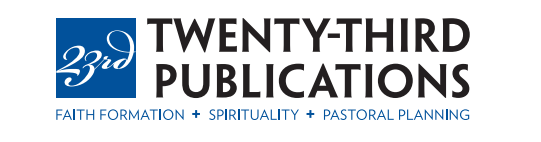 23rd
TWENTY-THIRD
PUBLICATIONS
FAITH FORMATION + SPIRITUALITY + PASTORAL PLANNING